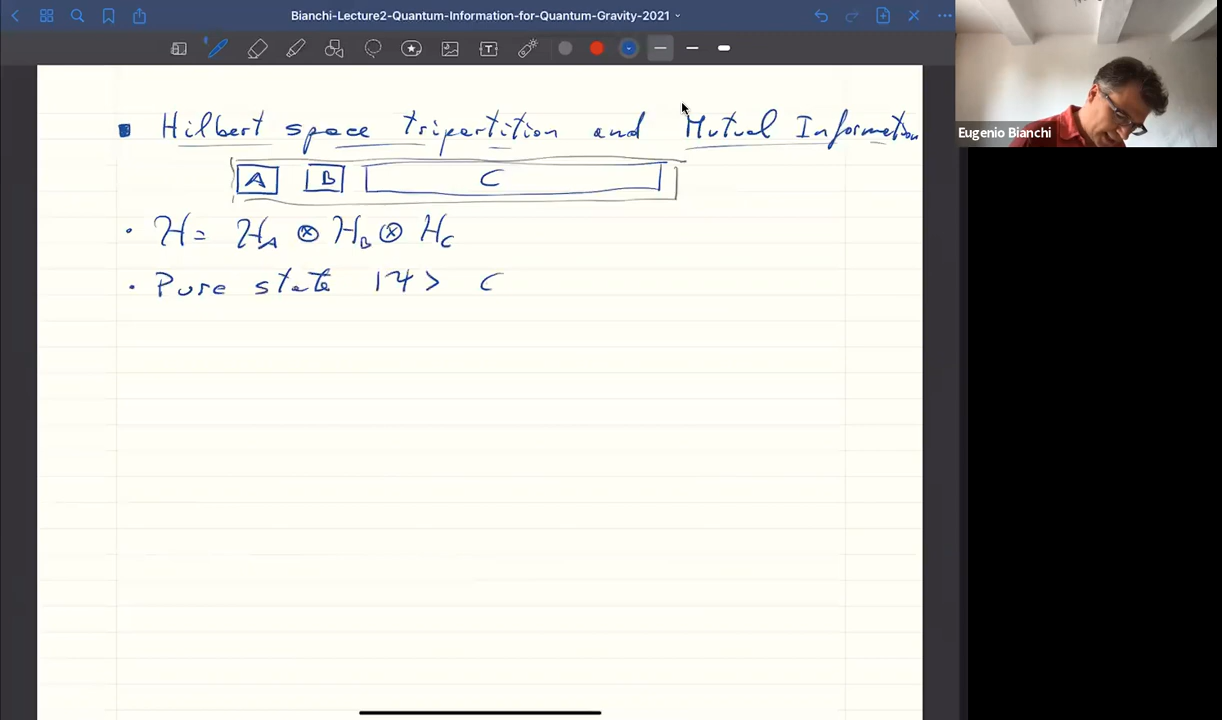 Bianchi-Lecture2-Quantum-Information-for-Quantum-Gravity-2021
Eugenio Bianchi
Hilbert space tripartition and Mutual Information
A B C
• H = H_A ⊗ H_B ⊗ H_C
• Pure state |ψ> C